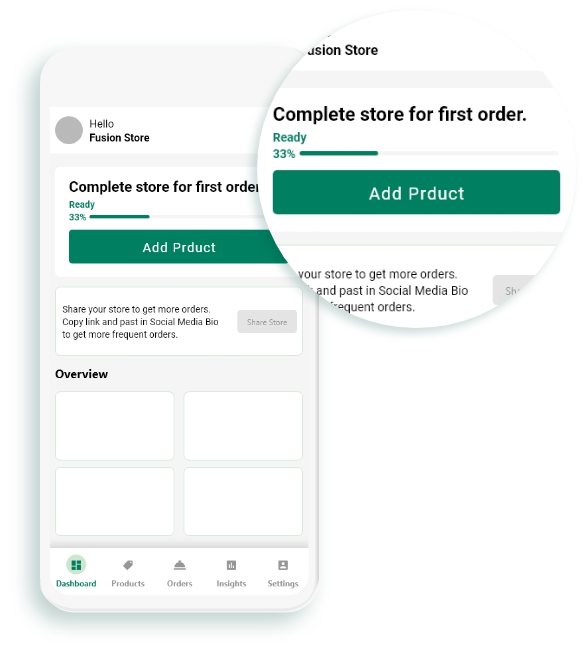 Hello
Fusion Store
Complete store for first order
Ready
33%
Add Prduct
Share your store to get more orders.
Copy link and past in Social Media Bio
to get more frequent orders.
Share Store
Overview
Dashboard
Products
Orders
Insights
Settings
usion Store
Complete store for first order.
Ready
33%
Add Prduct
your store to get more orders.
and past in Social Media Bio
frequent orders.